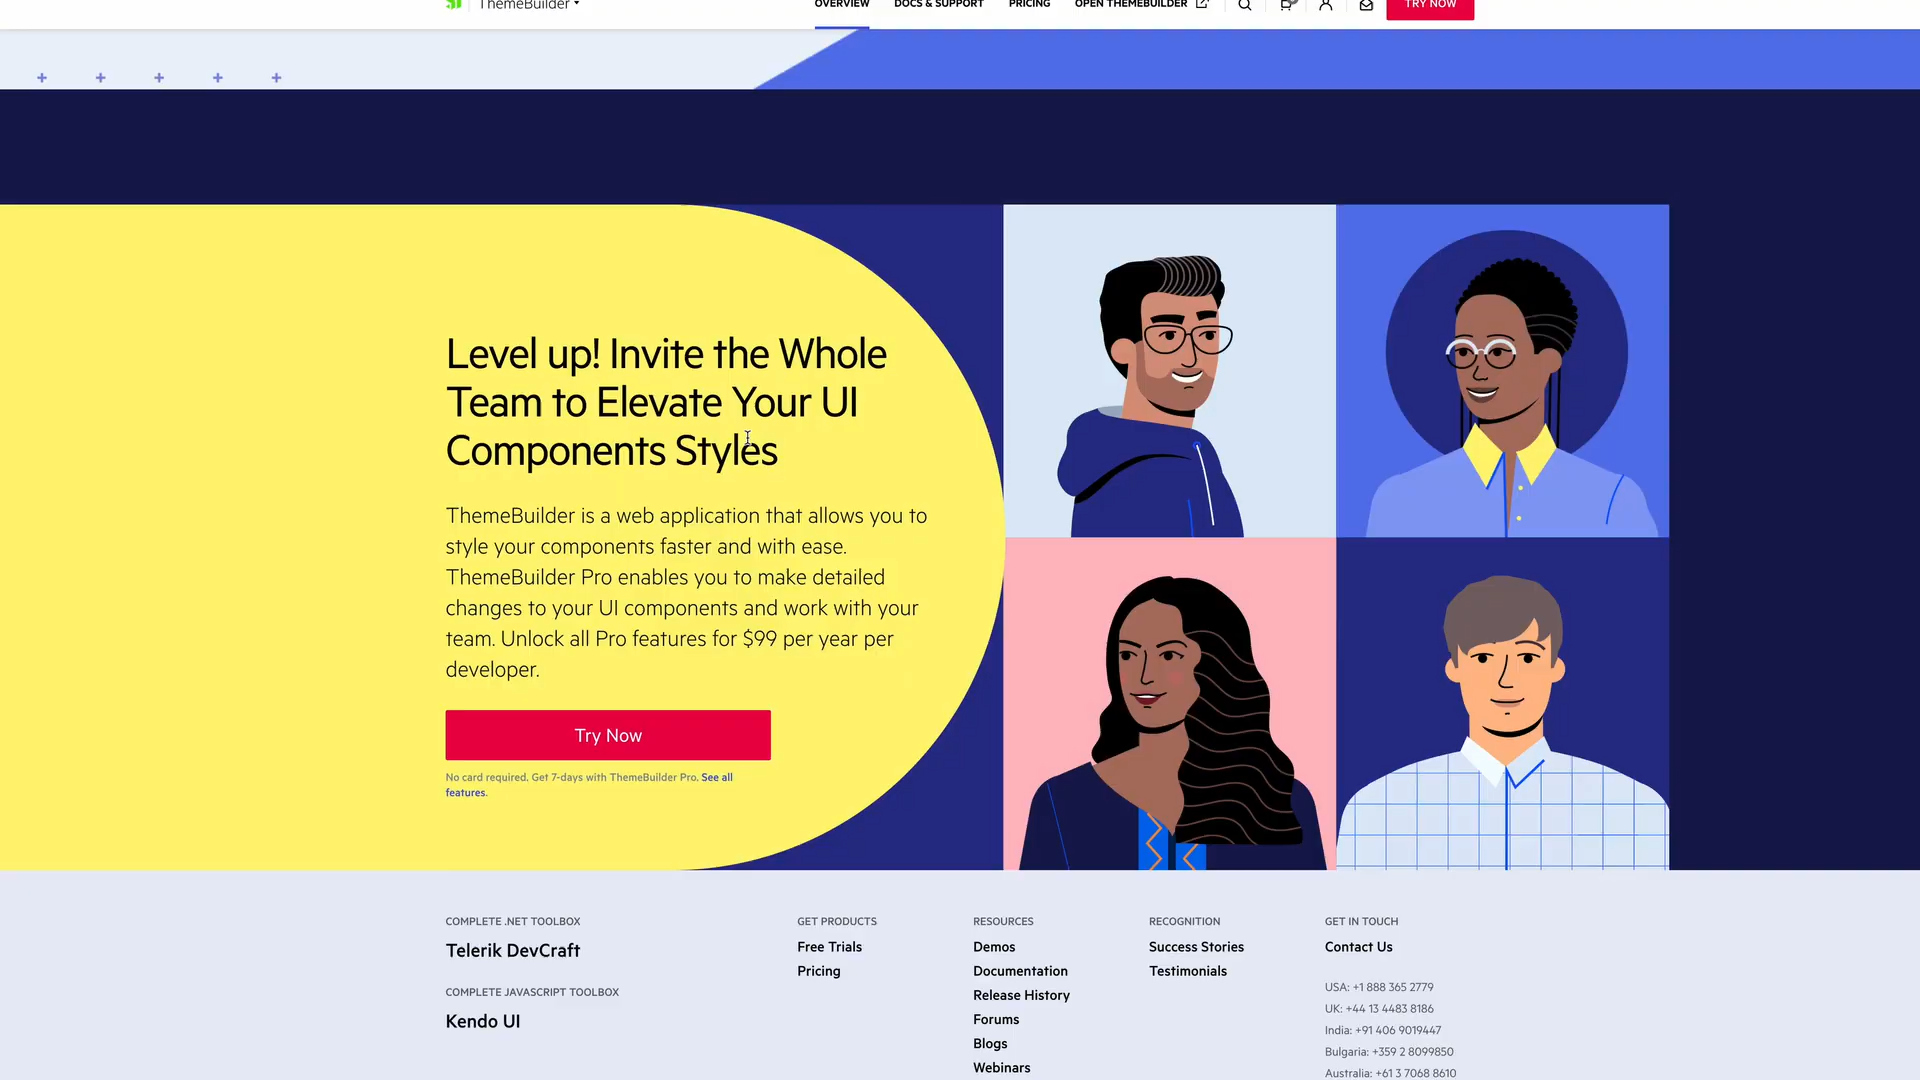 ThemeBuilder
OVERVIEW
DOCS & SUPPORT
PRICING
OPEN THEMEBUILDER
TRY NOW
Level up! Invite the Whole
Team to Elevate Your UI
Components Styles
ThemeBuilder is a web application that allows you to
style your components faster and with ease.
ThemeBuilder Pro enables you to make detailed
changes to your UI components and work with your
team. Unlock all Pro features for $99 per year per
developer.
Try Now
No card required. Get 7-days with ThemeBuilder Pro. See all
features.
COMPLETE .NET TOOLBOX
Telerik DevCraft
COMPLETE JAVASCRIPT TOOLBOX
Kendo UI
GET PRODUCTS
Free Trials
Pricing
RESOURCES
Demos
Documentation
Release History
Forums
Blogs
Webinars
RECOGNITION
Success Stories
Testimonials
GET IN TOUCH
Contact Us
USA: +1 888 365 2779
UK: +44 13 4483 8186
India: +91 406 9019447
Bulgaria: +359 2 8099850
Australia: +61 3 7068 8610